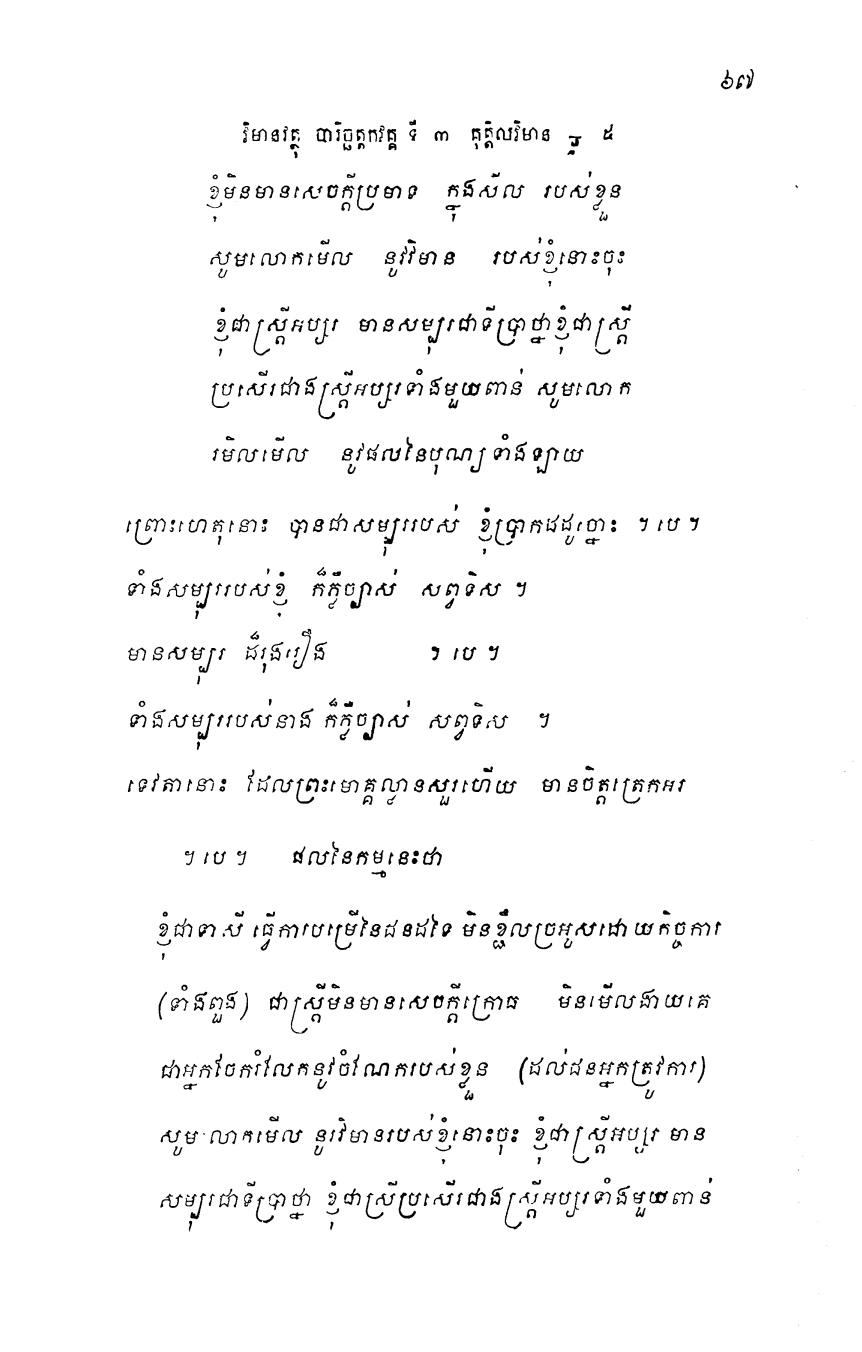 ៦៧
វិមានវត្ថុ បារិច្ឆត្តកវគ្គ ទី ៣ គុត្តិលវិមាន ៥
ខ្ញុំមិនមានសេចក្តីប្រមាទ ក្នុងសីល របស់ខ្លួន
សូមលោកមើល នូវវិមាន របស់ខ្ញុំនោះចុះ
ខ្ញុំជាស្ត្រីអប្សរ មានសម្បុរជាទីប្រាថ្នាខ្ញុំជាស្ត្រី
ប្រសើរជាងស្ត្រីអប្សរទាំងមួយពាន់ សូមលោក
រមិលមើល នូវផលនៃបុណ្យទាំងឡាយ
ព្រោះហេតុនោះ បានជាសម្បុររបស់ ខ្ញុំប្រាកដដូច្នោះ ។ បេ ។
ទាំងសម្បុររបស់ខ្ញុំ ក៏ភ្លឺច្បាស់ សព្វទិស ។
មានសម្បុរ ដ៏រុងរឿង ។ បេ ។
ទាំងសម្បុររបស់នាង ក៏ភ្លឺច្បាស់ សព្វទិស ។
ទេវតានោះ ដែលព្រះមោគ្គល្លានសួរហើយ មានចិត្តត្រេកអរ
។ បេ ។ ផលនៃកម្មនេះថា
ខ្ញុំជាទាសី ធ្វើការបម្រើនៃជនដទៃ មិនខ្ជិលច្រអូសដោយកិច្ចការ
(ទាំងពួង) ជាស្ត្រីមិនមានសេចក្តីក្រោធ មិនមើលងាយគេ
ជាអ្នកចែករំលែកនូវចំណែករបស់ខ្លួន (ដល់ជនអ្នកត្រូវការ)
សូមលោកមើល នូវវិមានរបស់ខ្ញុំនោះចុះ ខ្ញុំជាស្ត្រីអប្សរ មាន
សម្បុរជាទីប្រាថ្នា ខ្ញុំជាស្រីប្រសើរជាងស្ត្រីអប្សរទាំងមួយពាន់